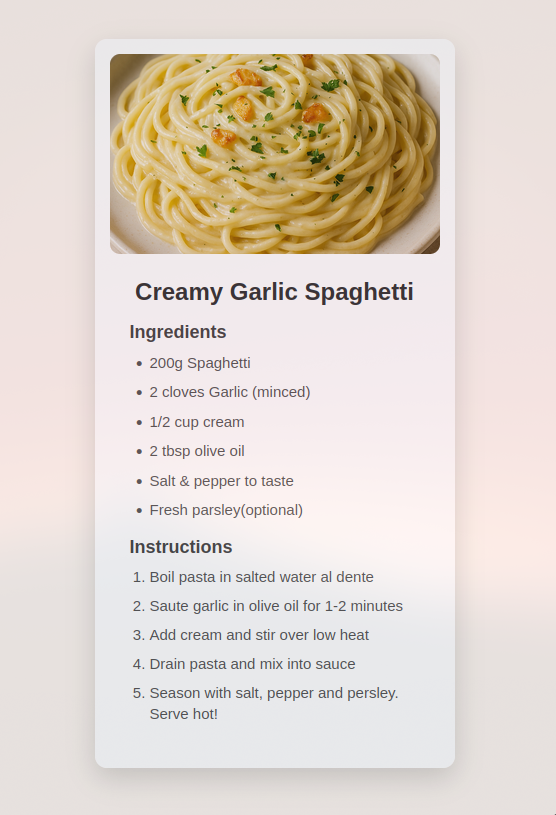 Creamy Garlic Spaghetti
Ingredients
• 200g Spaghetti
• 2 cloves Garlic (minced)
• 1/2 cup cream
• 2 tbsp olive oil
• Salt & pepper to taste
• Fresh parsley(optional)
Instructions
1. Boil pasta in salted water al dente
2. Saute garlic in olive oil for 1-2 minutes
3. Add cream and stir over low heat
4. Drain pasta and mix into sauce
5. Season with salt, pepper and persley.
Serve hot!